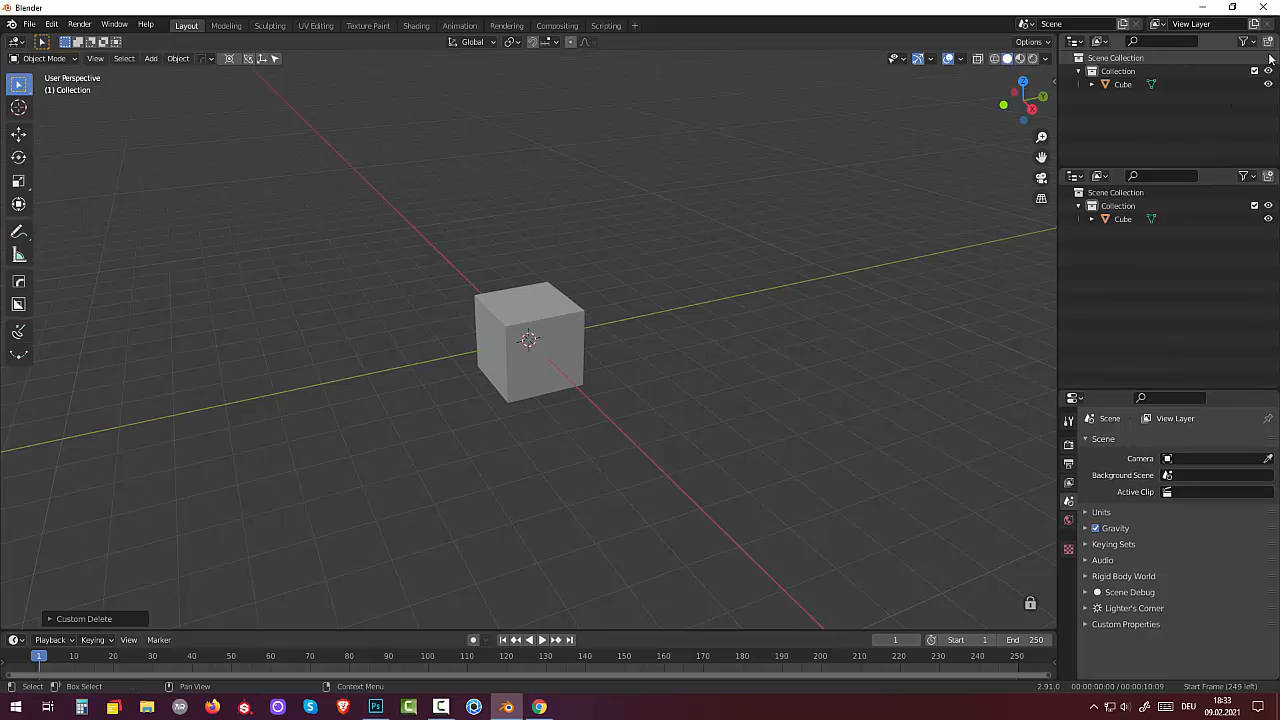 Blender
File Edit Render Window Help Layout Modeling Sculpting UV Editing Texture Paint Shading Animation Rendering Compositing Scripting + Scene View Layer
Global Options
Object Mode View Select Add Object
User Perspective
(1) Collection
Z
Y
X
Scene Collection
Collection
Cube
Scene Collection
Collection
Cube
Scene View Layer
Scene
Camera
Background Scene
Active Clip
Units
Gravity
Keying Sets
Audio
Rigid Body World
Scene Debug
Lighter's Corner
Custom Properties
Custom Delete
Playback Keying View Marker 1 Start 1 End 250
1 10 20 30 40 50 60 70 80 90 100 110 120 130 140 150 160 170 180 190 200 210 220 230 240 250
Select Box Select Pan View Context Menu 2.91.0 00:00:00:00 / 00:00:10:09 Start Frame (249 left)
18:33
DEU
09.02.2021